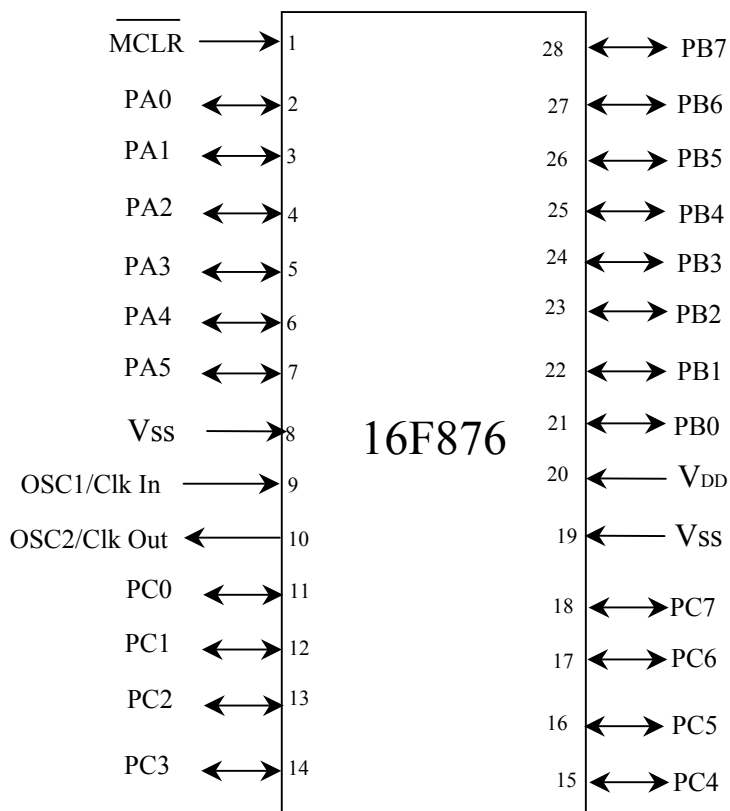 M̅C̅L̅R̅ 1 28 PB7
PA0 2 27 PB6
PA1 3 26 PB5
PA2 4 25 PB4
PA3 5 24 PB3
PA4 6 23 PB2
PA5 7 22 PB1
Vss 8 16F876 21 PB0
OSC1/Clk In 9 20 VDD
OSC2/Clk Out 10 19 Vss
PC0 11 18 PC7
PC1 12 17 PC6
PC2 13 16 PC5
PC3 14 15 PC4